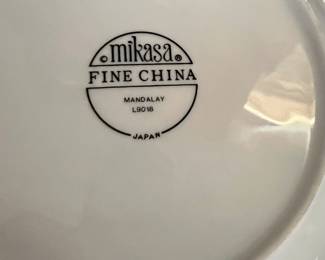 ©mikasa®
FINE CHINA
MANDALAY
L9018
JAPAN